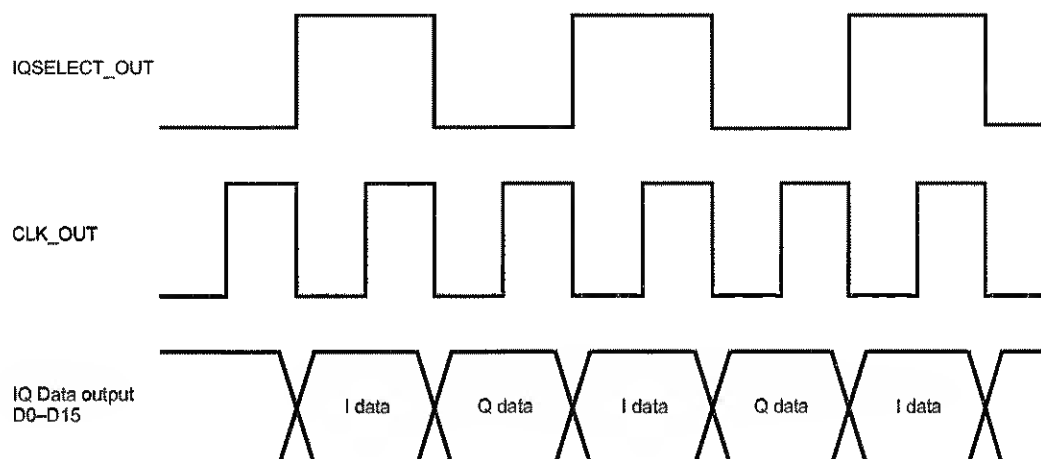 IQSELECT_OUT
CLK_OUT
IQ Data output
D0–D15
I data
Q data
I data
Q data
I data